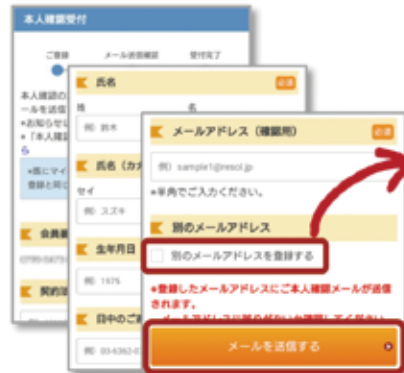 本人確認受付
ご登録
メール送信確認
受付完了
本人確認の
ールを送信
*お知らせに
*「本人確認
ら
*既にマイ
登録と同じ
会員番
契約法
氏名
必須
姓
名
例) 鈴木
氏名 (カナ
セイ
例) スズキ
生年月日
例) 1975
日中のご連
例) 03-6362-0
メールアドレス (確認用)
必須
例) sample1@resol.jp
*半角でご入力ください。
別のメールアドレス
別のメールアドレスを登録する
*登録したメールアドレスにご本人確認メールが送信
されます。
メールを送信する